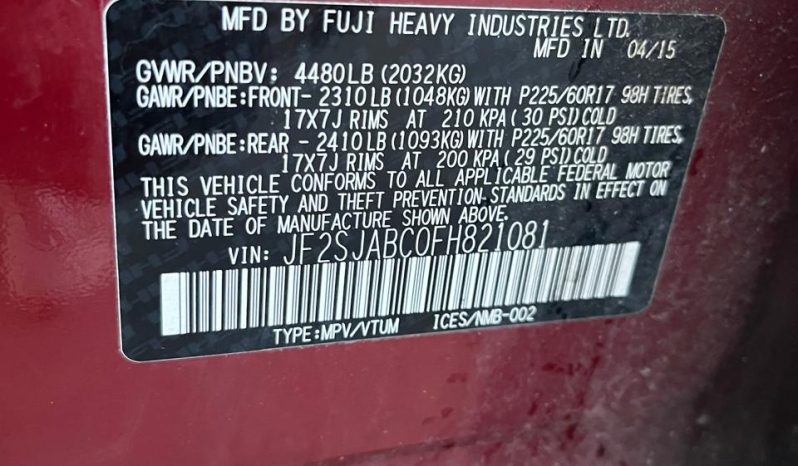 MFD BY FUJI HEAVY INDUSTRIES LTD.
MFD IN 04/15
GVWR/PNBV: 4480LB (2032KG)
GAWR/PNBE:FRONT- 2310LB (1048KG) WITH P225/60R17 98H TIRES,
17X7J RIMS AT 210 KPA ( 30 PSI) COLD
GAWR/PNBE:REAR - 2410LB (1093KG) WITH P225/60R17 98H TIRES,
17X7J RIMS AT 200 KPA ( 29 PSI) COLD
THIS VEHICLE CONFORMS TO ALL APPLICABLE FEDERAL MOTOR
VEHICLE SAFETY AND THEFT PREVENTION STANDARDS IN EFFECT ON
THE DATE OF MANUFACTURE SHOWN ABOVE.
VIN: JF2SJABC0FH821081
TYPE:MPV/VTUM ICES/NMB-002